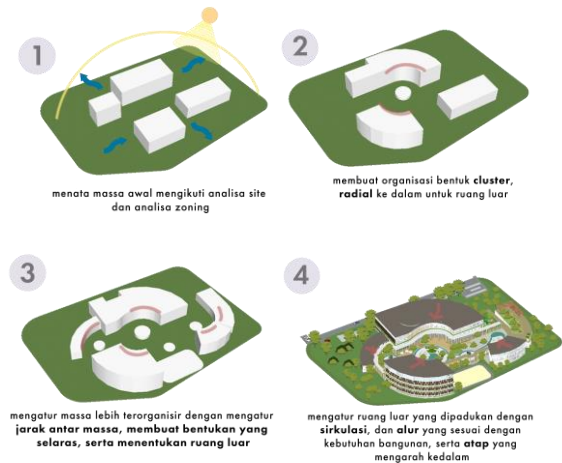 1
menata massa awal mengikuti analisa site
dan analisa zoning
2
membuat organisasi bentuk cluster,
radial ke dalam untuk ruang luar
3
mengatur massa lebih terorganisir dengan mengatur
jarak antar massa, membuat bentukan yang
selaras, serta menentukan ruang luar
4
mengatur ruang luar yang dipadukan dengan
sirkulasi, dan alur yang sesuai dengan
kebutuhan bangunan, serta atap yang
mengarah kedalam